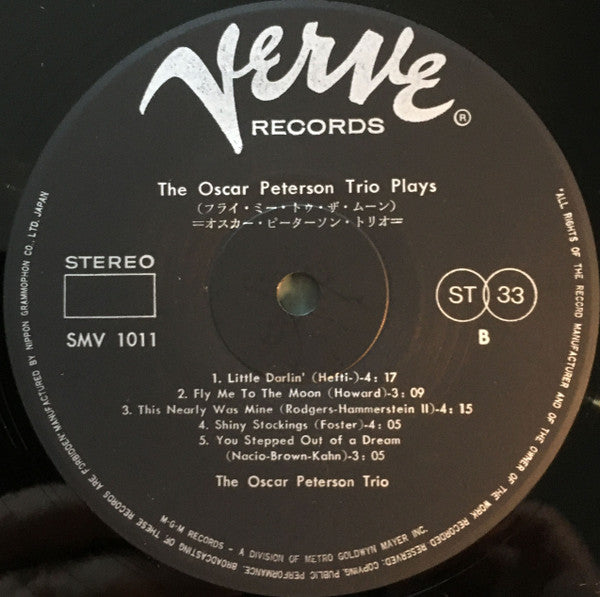 Verve
RECORDS ®
The Oscar Peterson Trio Plays
(フライ・ミー・トゥ・ザ・ムーン)
=オスカー・ピーターソン・トリオ=
STEREO
SMV 1011
ST 33
B
1. Little Darlin' (Hefti-)-4: 17
2. Fly Me To The Moon (Howard)-3: 09
3. This Nearly Was Mine (Rodgers-Hammerstein II)-4: 15
4. Shiny Stockings (Foster)-4: 05
5. You Stepped Out of a Dream
(Nacio-Brown-Kahn)-3: 05
The Oscar Peterson Trio
M-G-M RECORDS - A DIVISION OF METRO GOLDWYN MAYER INC.
"ALL RIGHTS OF THE RECORD MANUFACTURER AND OF THE OWNER OF THE WORK RECORDED RESERVED. COPYING, PUBLIC PERFORMANCE, BROADCASTING OF THESE RECORDS ARE FORBIDDEN" MANUFACTURED BY NIPPON GRAMMOPHON CO., LTD. JAPAN